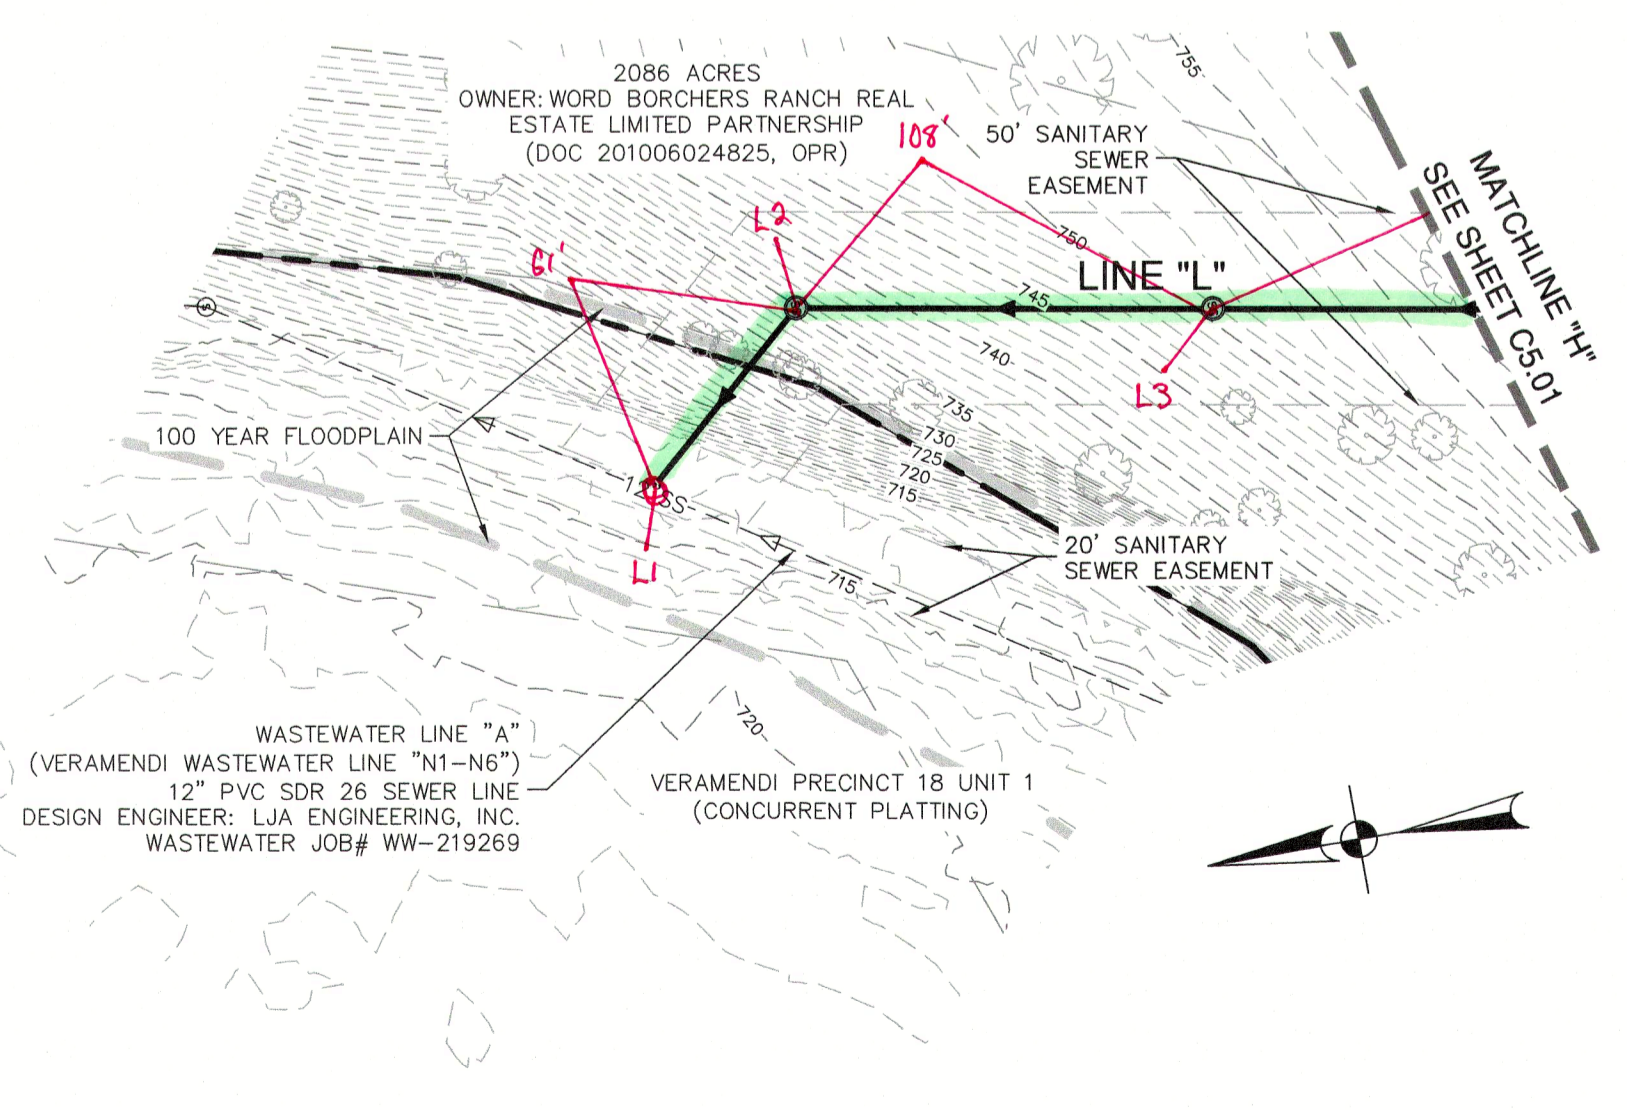 2086 ACRES
OWNER: WORD BORCHERS RANCH REAL
ESTATE LIMITED PARTNERSHIP
(DOC 201006024825, OPR)
755
108'
50' SANITARY
SEWER
EASEMENT
MATCHLINE "H"
SEE SHEET C5.01
L2
61'
750
LINE "L"
745
S
740
L3
735
730
725
720
715
100 YEAR FLOODPLAIN
L1
20' SANITARY
SEWER EASEMENT
715
720
WASTEWATER LINE "A"
(VERAMENDI WASTEWATER LINE "N1-N6")
12" PVC SDR 26 SEWER LINE
DESIGN ENGINEER: LJA ENGINEERING, INC.
WASTEWATER JOB# WW-219269
VERAMENDI PRECINCT 18 UNIT 1
(CONCURRENT PLATTING)